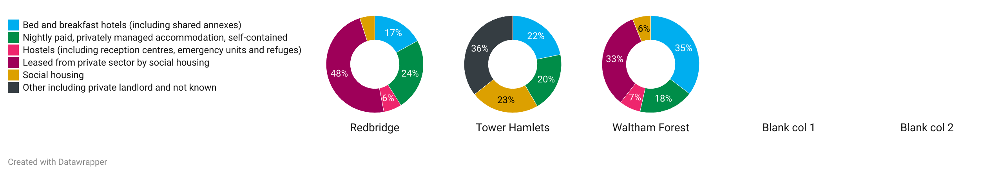 Bed and breakfast hotels (including shared annexes)
Nightly paid, privately managed accommodation, self-contained
Hostels (including reception centres, emergency units and refuges)
Leased from private sector by social housing
Social housing
Other including private landlord and not known
17%
24%
6%
48%
Redbridge
22%
20%
23%
36%
Tower Hamlets
35%
18%
7%
33%
6%
Waltham Forest
Blank col 1
Blank col 2
Created with Datawrapper